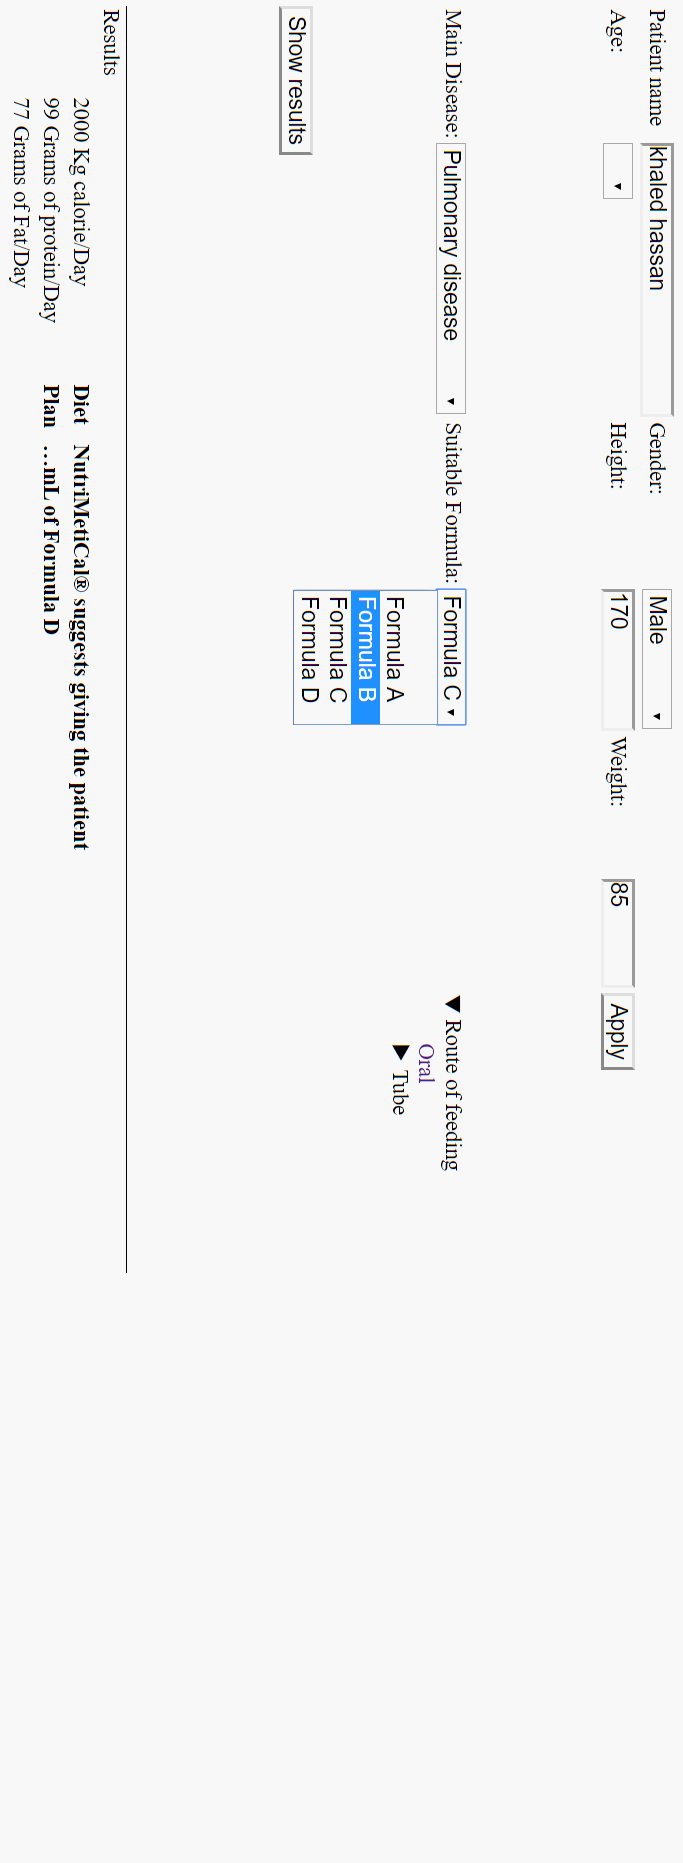 Patient name khaled hassan Gender: Male
Age: Height: 170 Weight: 85 Apply
Main Disease: Pulmonary disease Suitable Formula: Formula C Route of feeding
Oral
Tube
Formula A
Formula B
Formula C
Formula D
Show results
Results
2000 Kg calorie/Day Diet NutriMetiCal® suggests giving the patient
99 Grams of protein/Day Plan …mL of Formula D
77 Grams of Fat/Day